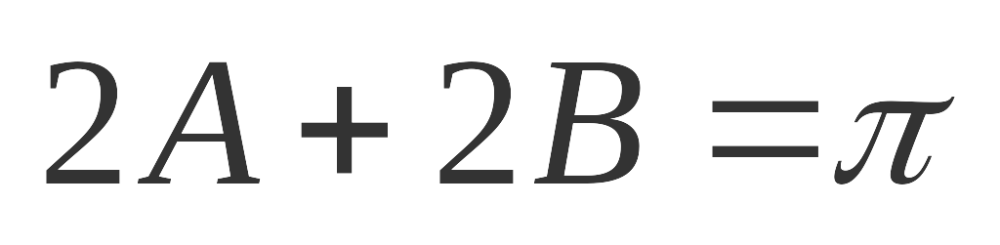 2A + 2B = π